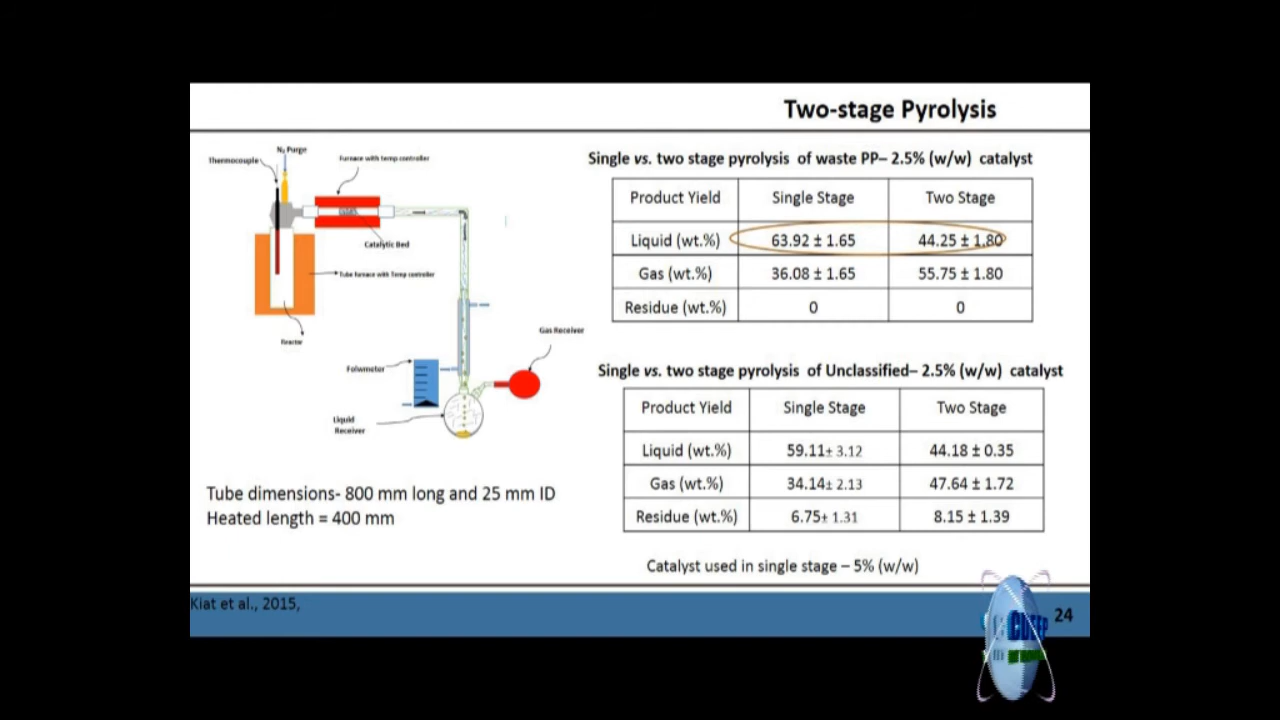 Two-stage Pyrolysis
N₂ Purge
Thermocouple
Furnace with temp controller
Catalytic Bed
Tube furnace with Temp controller
Reactor
Gas Receiver
Folwmeter
Liquid
Receiver
Tube dimensions- 800 mm long and 25 mm ID
Heated length = 400 mm
Single vs. two stage pyrolysis of waste PP– 2.5% (w/w) catalyst
Product Yield Single Stage Two Stage
Liquid (wt.%) 63.92 ± 1.65 44.25 ± 1.80
Gas (wt.%) 36.08 ± 1.65 55.75 ± 1.80
Residue (wt.%) 0 0
Single vs. two stage pyrolysis of Unclassified– 2.5% (w/w) catalyst
Product Yield Single Stage Two Stage
Liquid (wt.%) 59.11± 3.12 44.18 ± 0.35
Gas (wt.%) 34.14± 2.13 47.64 ± 1.72
Residue (wt.%) 6.75± 1.31 8.15 ± 1.39
Catalyst used in single stage – 5% (w/w)
Kiat et al., 2015,
24
CDEEP